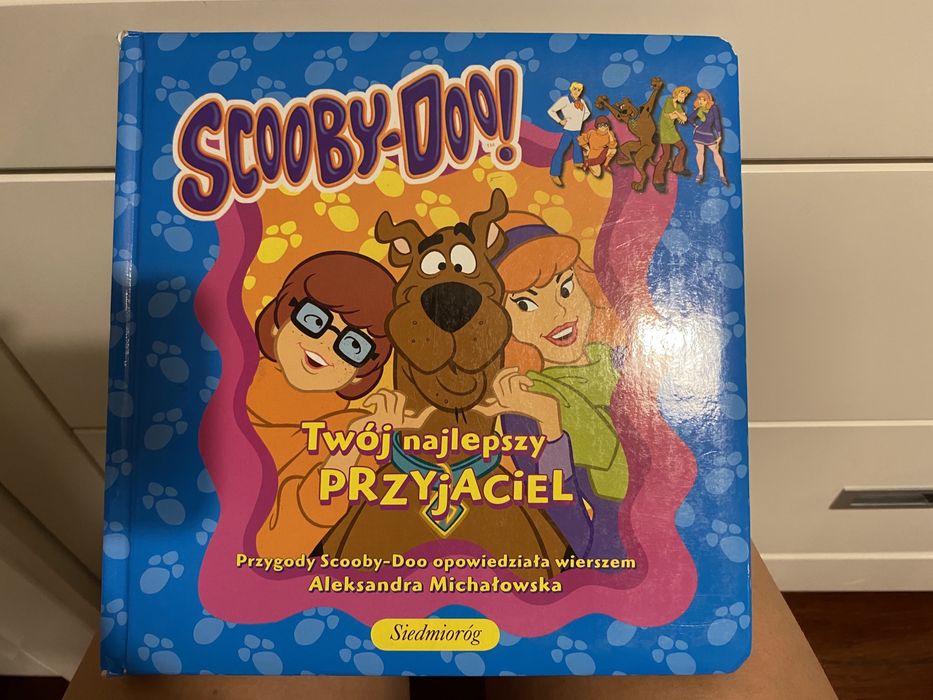 SCOOBY-DOO!
Twój najlepszy
PRZYjACiEL
Przygody Scooby-Doo opowiedziała wierszem
Aleksandra Michałowska
Siedmioróg